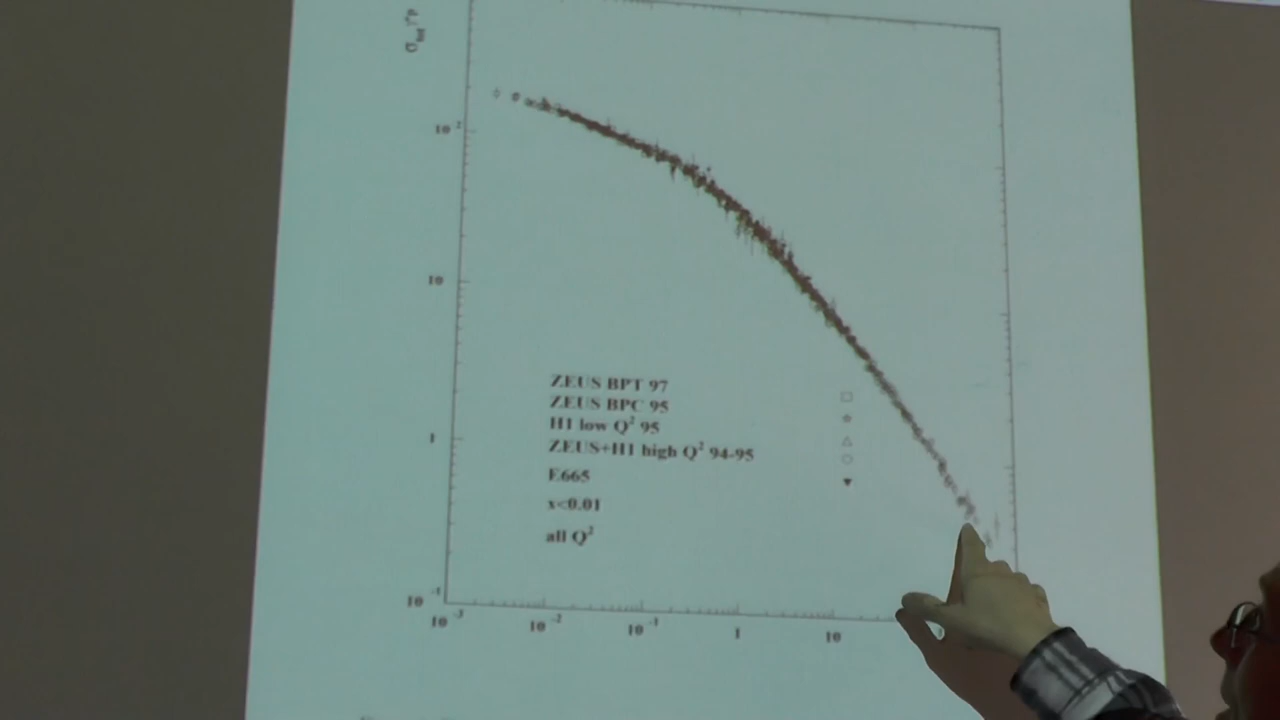 σtot γ*p
10²
10
1
10⁻¹
ZEUS BPT 97
ZEUS BPC 95
H1 low Q² 95
ZEUS+H1 high Q² 94-95
E665
x<0.01
all Q²
10⁻³ 10⁻² 10⁻¹ 1 10